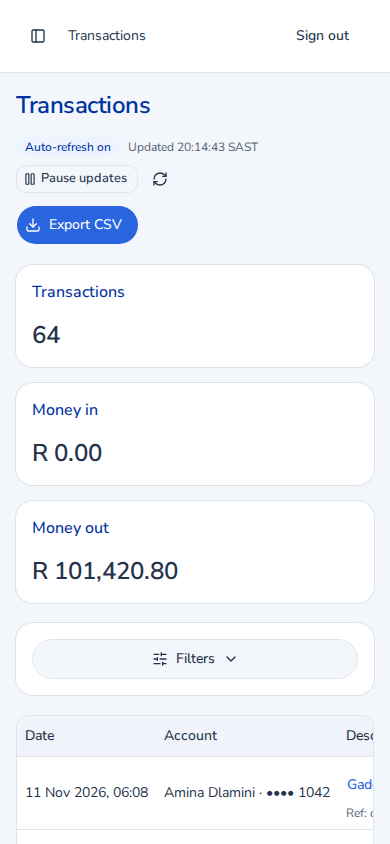 Transactions Sign out
Transactions
Auto-refresh on Updated 20:14:43 SAST
Pause updates
Export CSV
Transactions
64
Money in
R 0.00
Money out
R 101,420.80
Filters
Date Account
11 Nov 2026, 06:08 Amina Dlamini · •••• 1042
Ref: